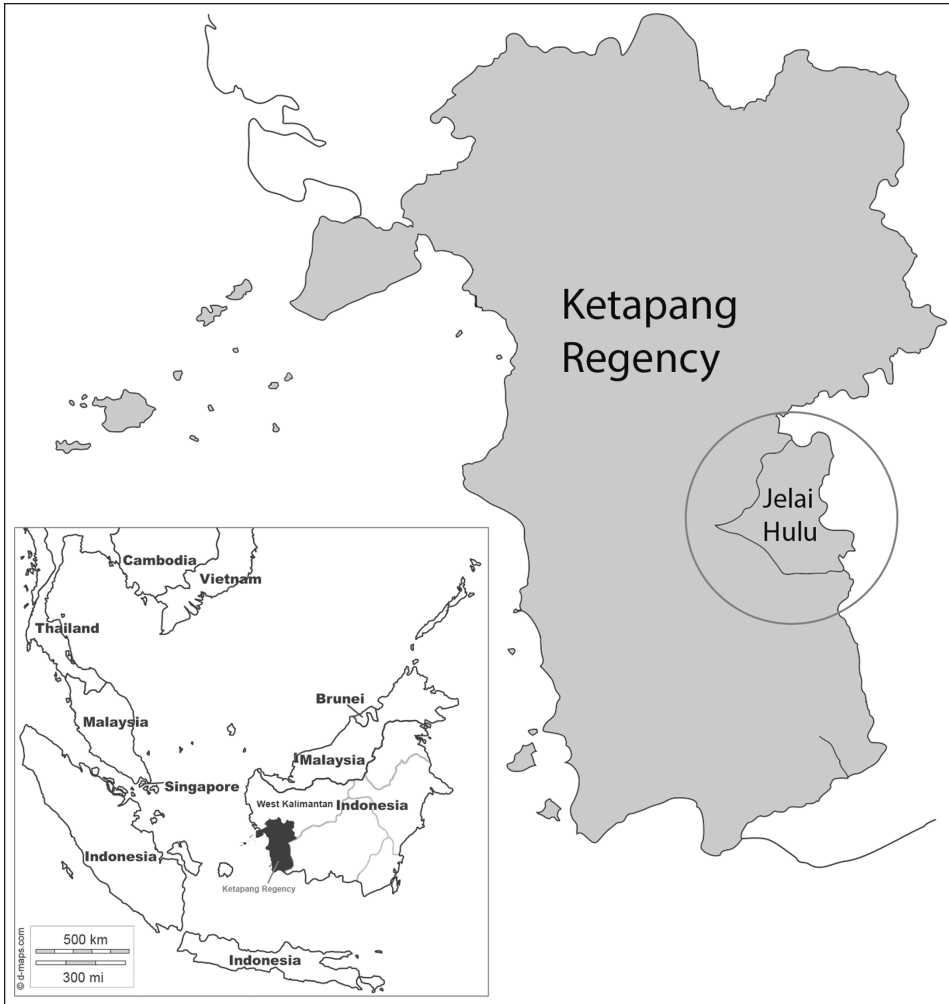 Ketapang
Regency
Jelai
Hulu
Cambodia
Vietnam
Thailand
Brunei
Malaysia
Malaysia
Singapore
West Kalimantan
Indonesia
Indonesia
Ketapang Regency
500 km
300 mi
Indonesia
© d-maps.com